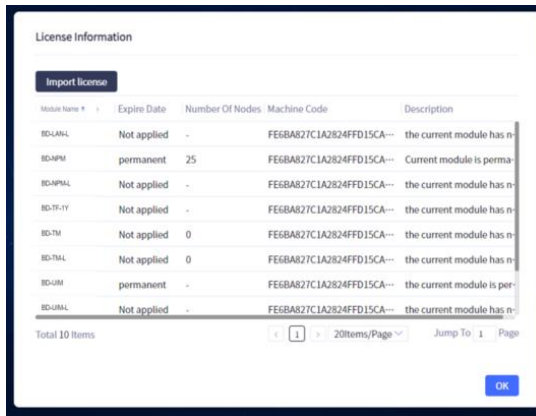 License Information
Import license
Module Name Expire Date Number Of Nodes Machine Code Description
BD-LAN-L Not applied - FE6BA827C1A2824FFD15CA··· the current module has n-
BD-NPM permanent 25 FE6BA827C1A2824FFD15CA··· Current module is perma-
BD-NPM-L Not applied - FE6BA827C1A2824FFD15CA··· the current module has n-
BD-TF-1Y Not applied - FE6BA827C1A2824FFD15CA··· the current module has n-
BD-TM Not applied 0 FE6BA827C1A2824FFD15CA··· the current module has n-
BD-TM-L Not applied 0 FE6BA827C1A2824FFD15CA··· the current module has n-
BD-UIM permanent - FE6BA827C1A2824FFD15CA··· the current module is per-
BD-UIM-L Not applied - FE6BA827C1A2824FFD15CA··· the current module has n-
Total 10 Items < 1 > 20Items/Page Jump To 1 Page
OK